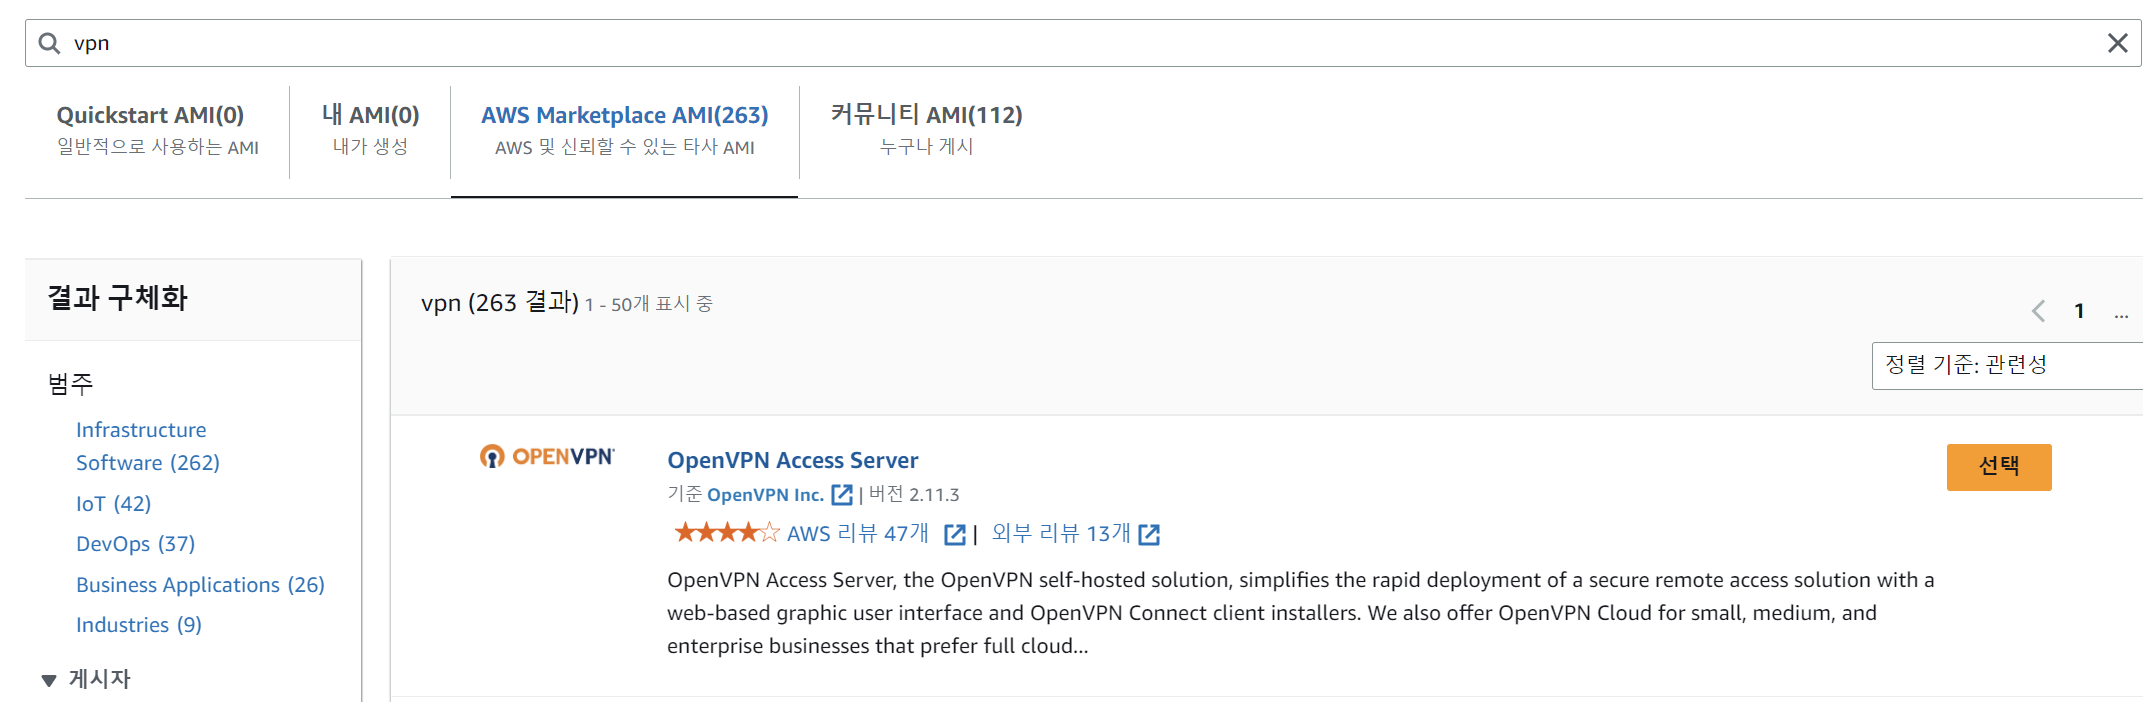 vpn
Quickstart AMI(0)
일반적으로 사용하는 AMI
내 AMI(0)
내가 생성
AWS Marketplace AMI(263)
AWS 및 신뢰할 수 있는 타사 AMI
커뮤니티 AMI(112)
누구나 게시
결과 구체화
범주
Infrastructure
Software (262)
IoT (42)
DevOps (37)
Business Applications (26)
Industries (9)
▼ 게시자
vpn (263 결과) 1 - 50개 표시 중
1 ...
정렬 기준: 관련성
OPENVPN
OpenVPN Access Server
기준 OpenVPN Inc. | 버전 2.11.3
★★★★☆ AWS 리뷰 47개 | 외부 리뷰 13개
OpenVPN Access Server, the OpenVPN self-hosted solution, simplifies the rapid deployment of a secure remote access solution with a
web-based graphic user interface and OpenVPN Connect client installers. We also offer OpenVPN Cloud for small, medium, and
enterprise businesses that prefer full cloud...
선택